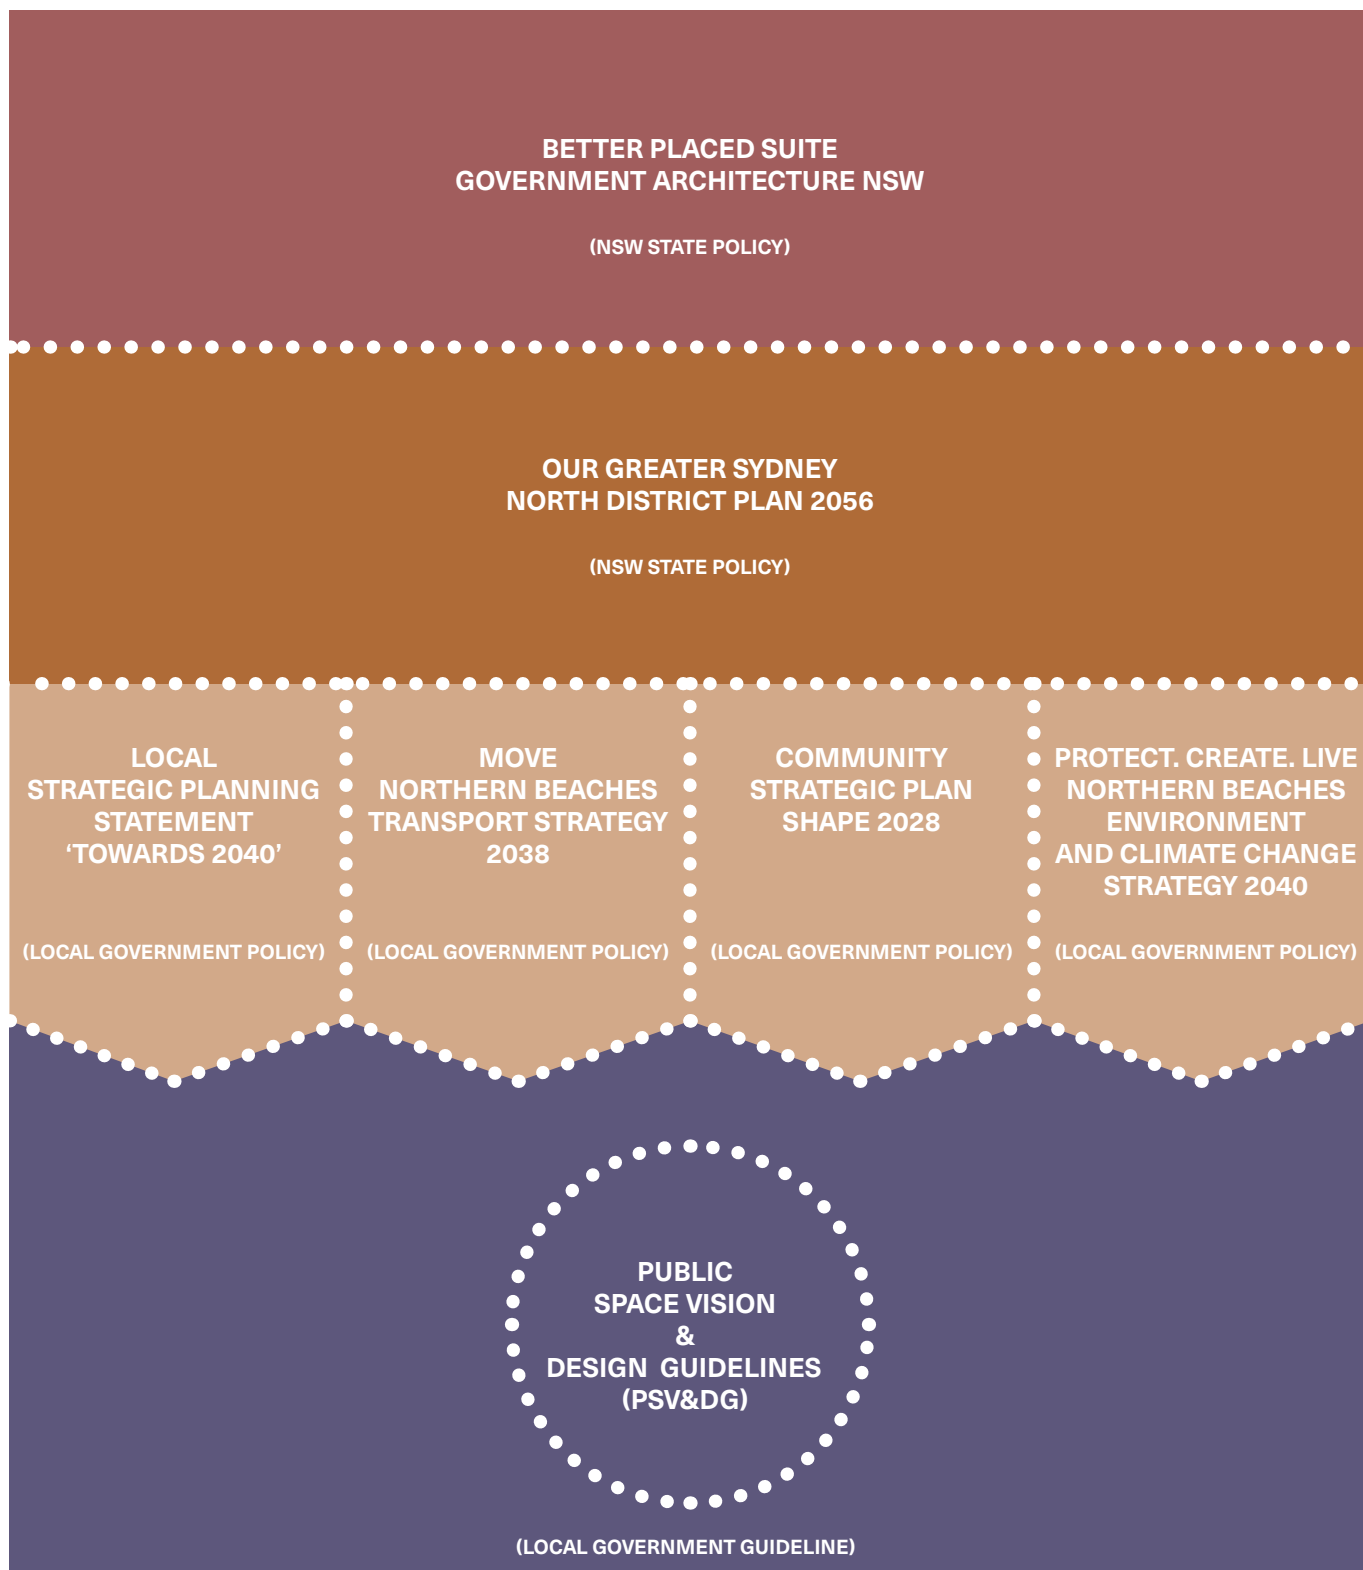 BETTER PLACED SUITE
GOVERNMENT ARCHITECTURE NSW
(NSW STATE POLICY)
OUR GREATER SYDNEY
NORTH DISTRICT PLAN 2056
(NSW STATE POLICY)
LOCAL
STRATEGIC PLANNING
STATEMENT
‘TOWARDS 2040’
(LOCAL GOVERNMENT POLICY)
MOVE
NORTHERN BEACHES
TRANSPORT STRATEGY
2038
(LOCAL GOVERNMENT POLICY)
COMMUNITY
STRATEGIC PLAN
SHAPE 2028
(LOCAL GOVERNMENT POLICY)
PROTECT. CREATE. LIVE
NORTHERN BEACHES
ENVIRONMENT
AND CLIMATE CHANGE
STRATEGY 2040
(LOCAL GOVERNMENT POLICY)
PUBLIC
SPACE VISION
&
DESIGN GUIDELINES
(PSV&DG)
(LOCAL GOVERNMENT GUIDELINE)